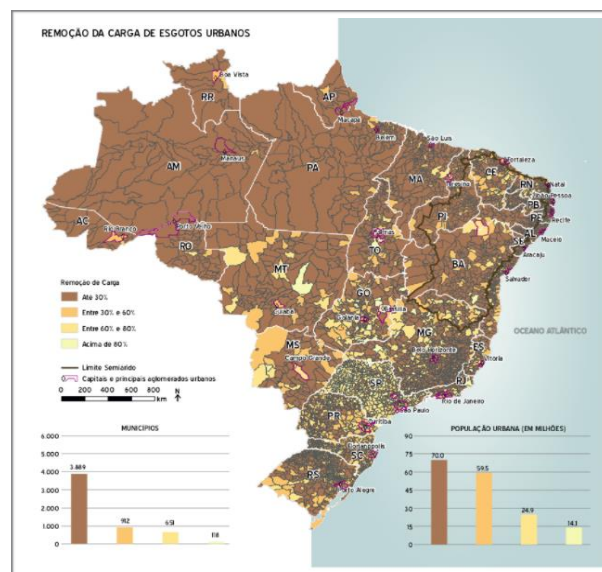 REMOÇÃO DA CARGA DE ESGOTOS URBANOS
Boa Vista
RR
AP
Macapá
Belém
São Luís
Manaus
Fortaleza
AM
PA
MA
CE
RN
Natal
João Pessoa
PB
PE
Recife
PI
AC
Rio Branco
Porto Velho
RO
TO
AL
Maceió
SE
Aracaju
BA
Salvador
MT
Cuiabá
GO
Goiânia
MG
Belo Horizonte
ES
Vitória
MS
Campo Grande
SP
São Paulo
RJ
Rio de Janeiro
PR
Curitiba
Florianópolis
SC
RS
Porto Alegre
OCEANO ATLÂNTICO
Remoção de Carga
Até 30%
Entre 30% e 60%
Entre 60% e 80%
Acima de 80%
Limite Semiárido
Capitais e principais aglomerados urbanos
0 200 400 600 800
km
N
MUNICÍPIOS
6.000
5.000
4.000
3.000
2.000
1.000
0
3.889
912
651
118
POPULAÇÃO URBANA (EM MILHÕES)
90
75
60
45
30
15
0
70.0
59.5
24.9
14.1